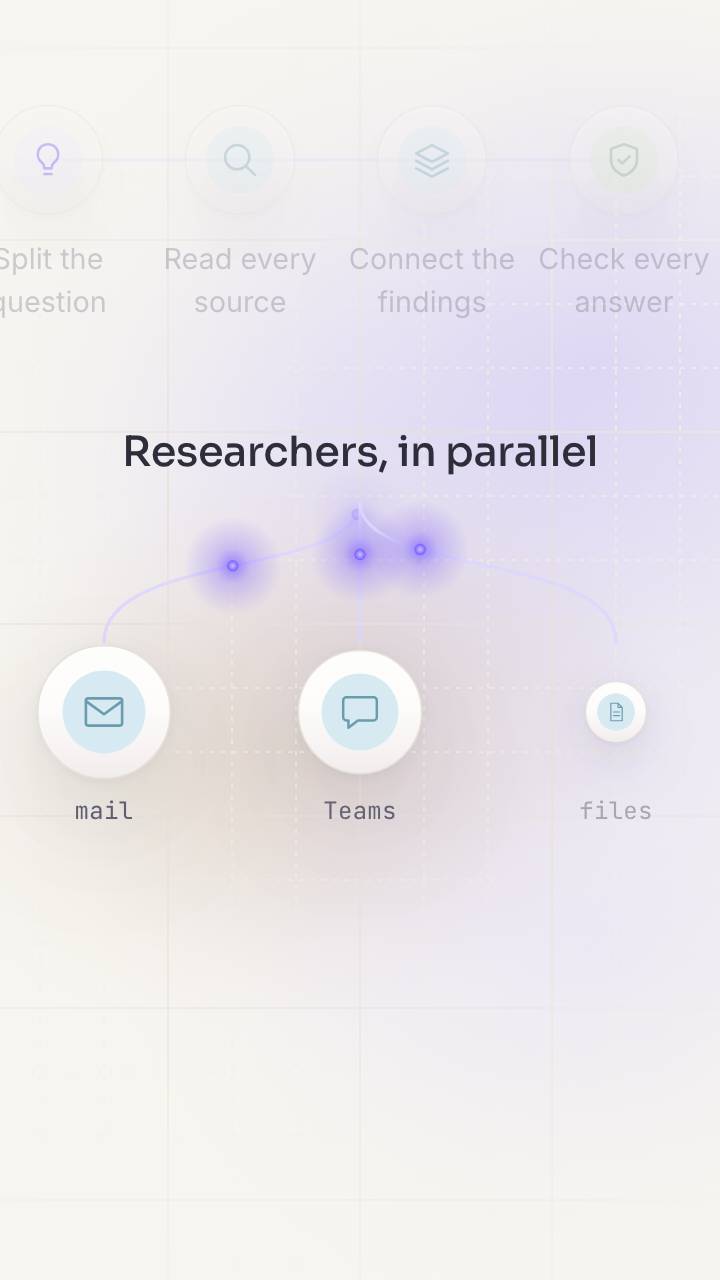 Split the
question
Read every
source
Connect the
findings
Check every
answer
Researchers, in parallel
mail
Teams
files